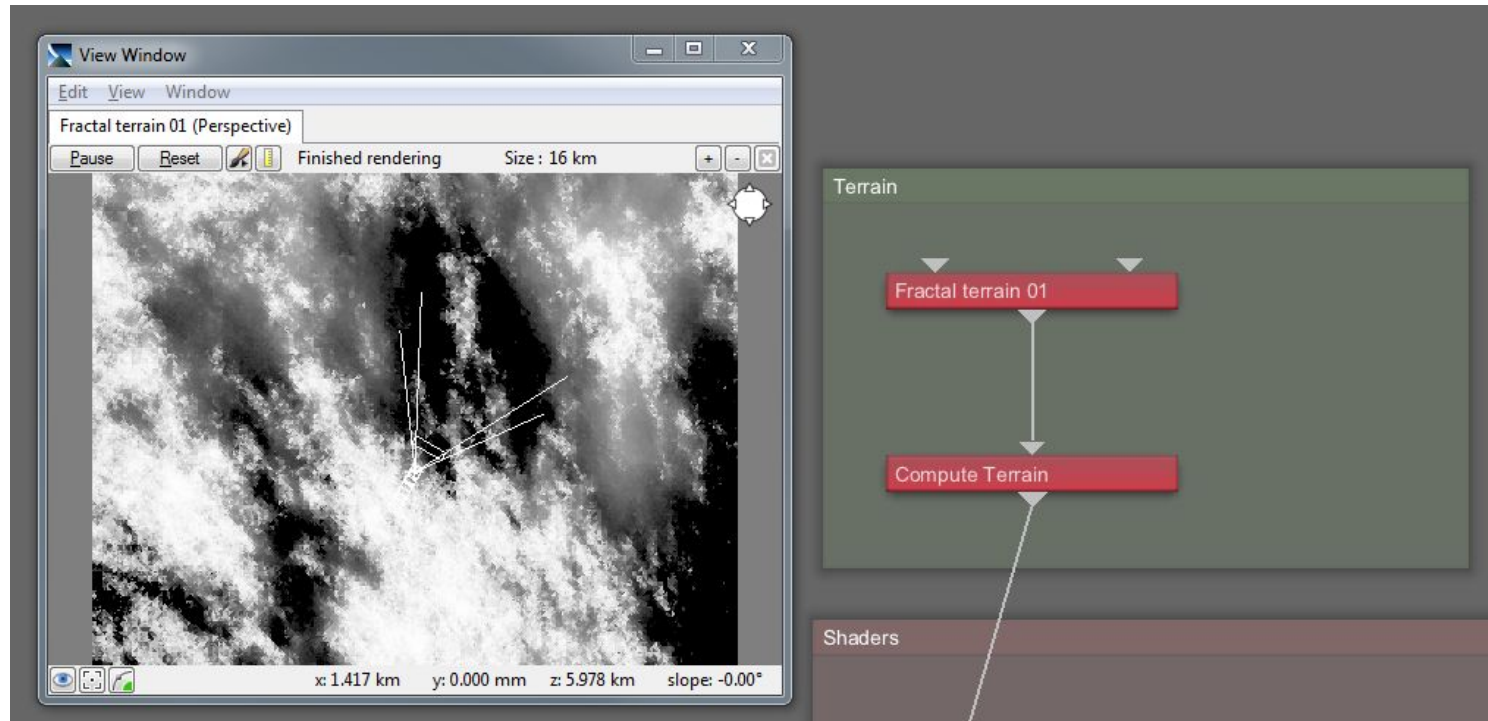 View Window
Edit View Window
Fractal terrain 01 (Perspective)
Pause Reset Finished rendering Size : 16 km + -
x: 1.417 km y: 0.000 mm z: 5.978 km slope: -0.00°
Terrain
Fractal terrain 01
Compute Terrain
Shaders